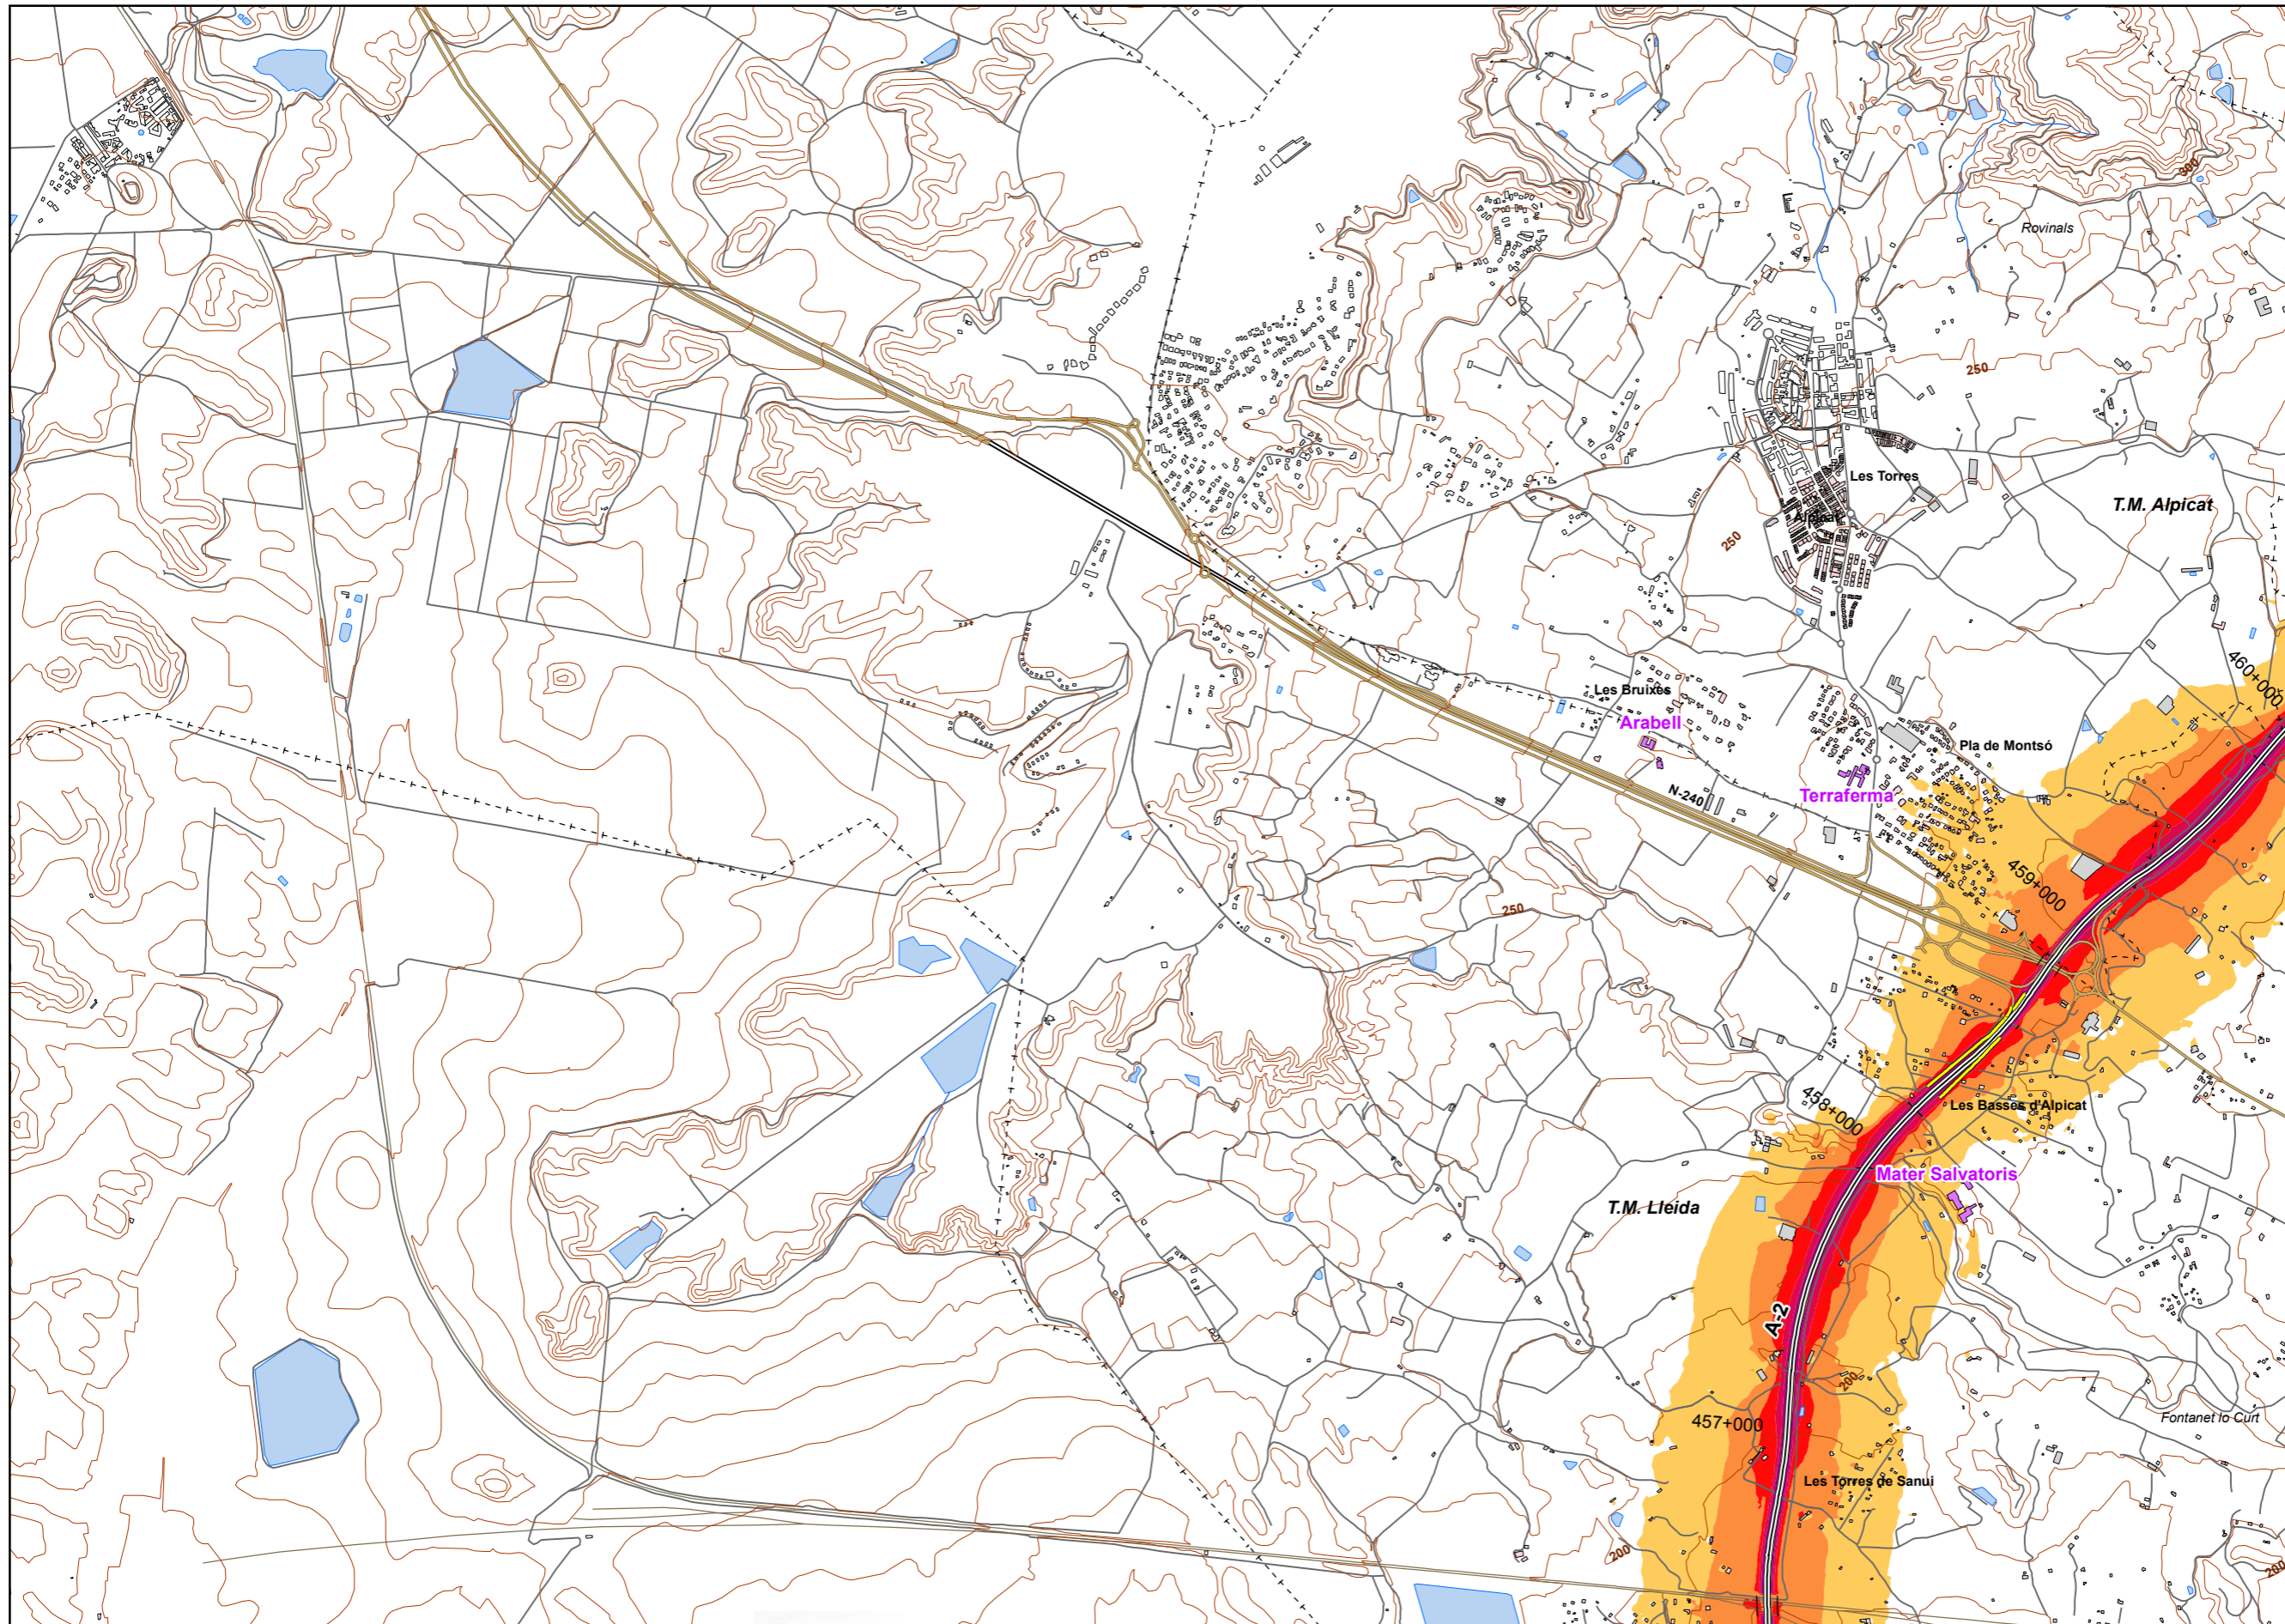 300
Rovinals
250
Les Torres
T.M. Alpicat
Alpicat
250
460+000
Les Bruixes
Arabell
Pla de Montsó
N-240
Terraferma
459+000
250
458+000
Les Basses d'Alpicat
Mater Salvatoris
T.M. Lleida
A-2
200
457+000
Fontanet lo Curt
Les Torres de Sanui
200
200